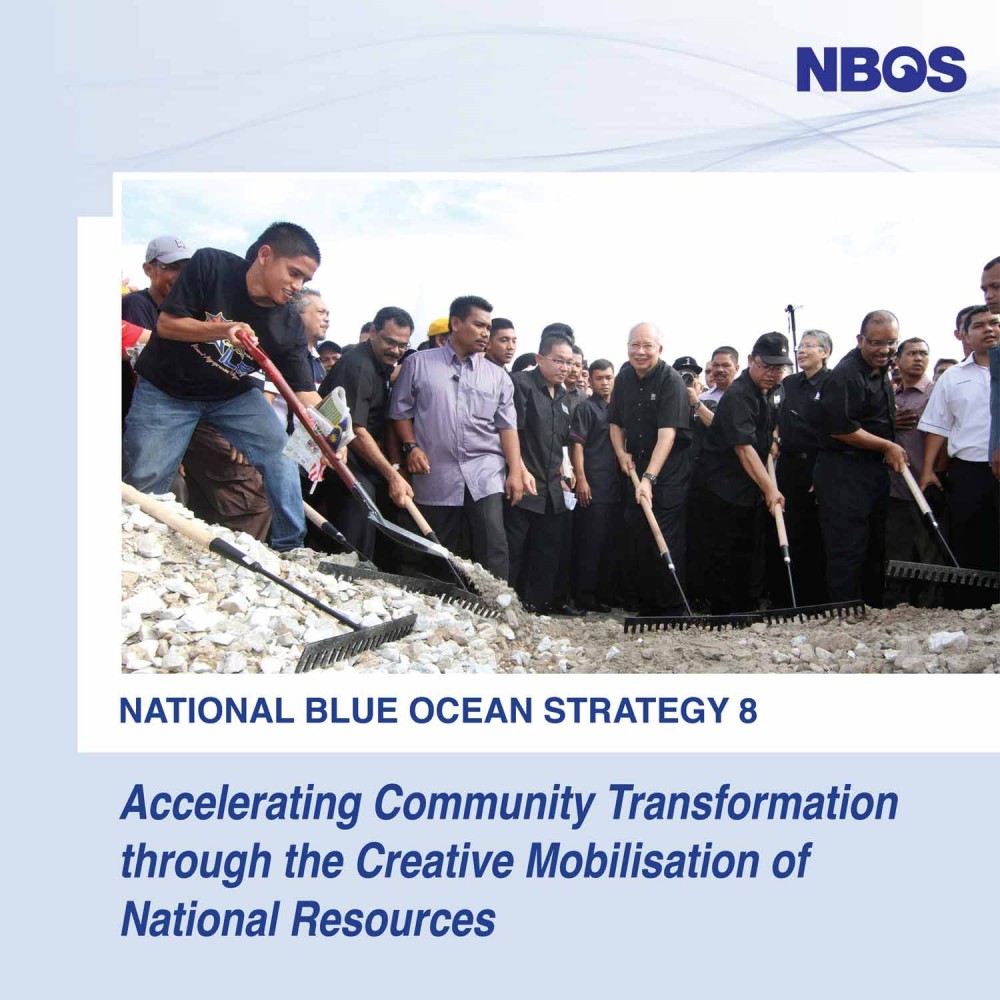 NBOS
NATIONAL BLUE OCEAN STRATEGY 8
Accelerating Community Transformation
through the Creative Mobilisation of
National Resources